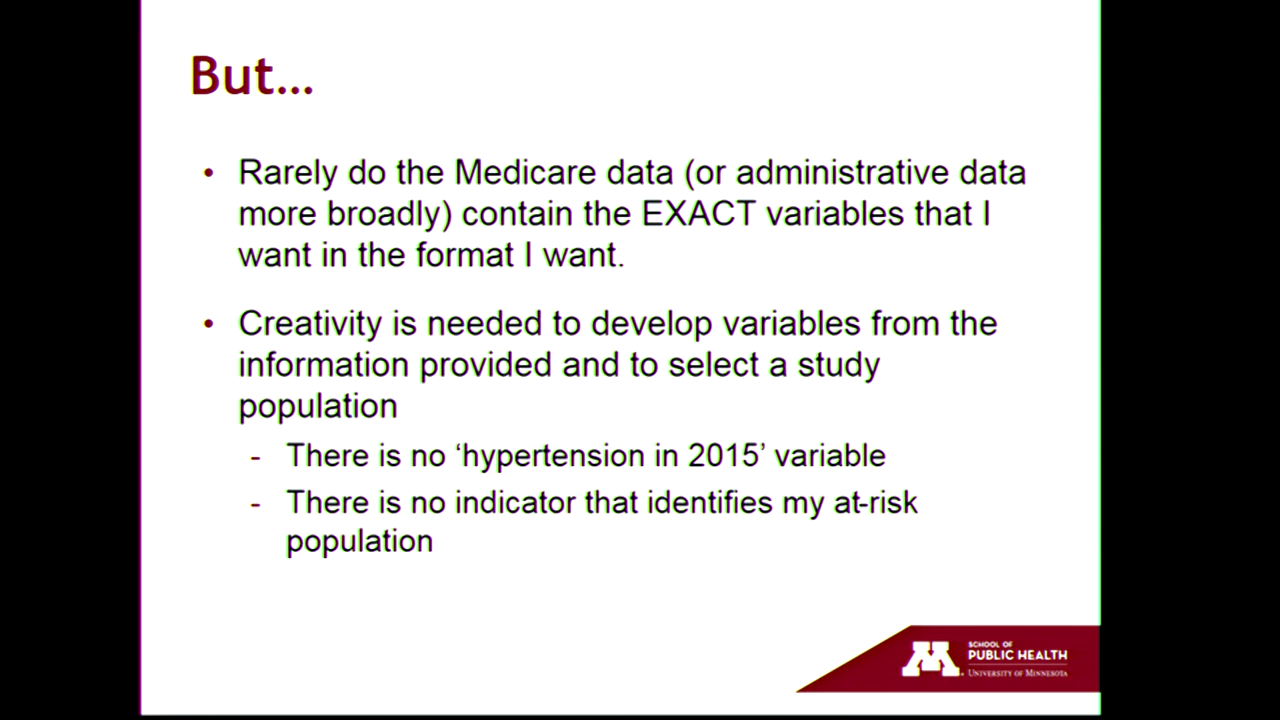 But...
• Rarely do the Medicare data (or administrative data
more broadly) contain the EXACT variables that I
want in the format I want.
• Creativity is needed to develop variables from the
information provided and to select a study
population
- There is no ‘hypertension in 2015’ variable
- There is no indicator that identifies my at-risk
population
M
SCHOOL OF
PUBLIC HEALTH
UNIVERSITY OF MINNESOTA